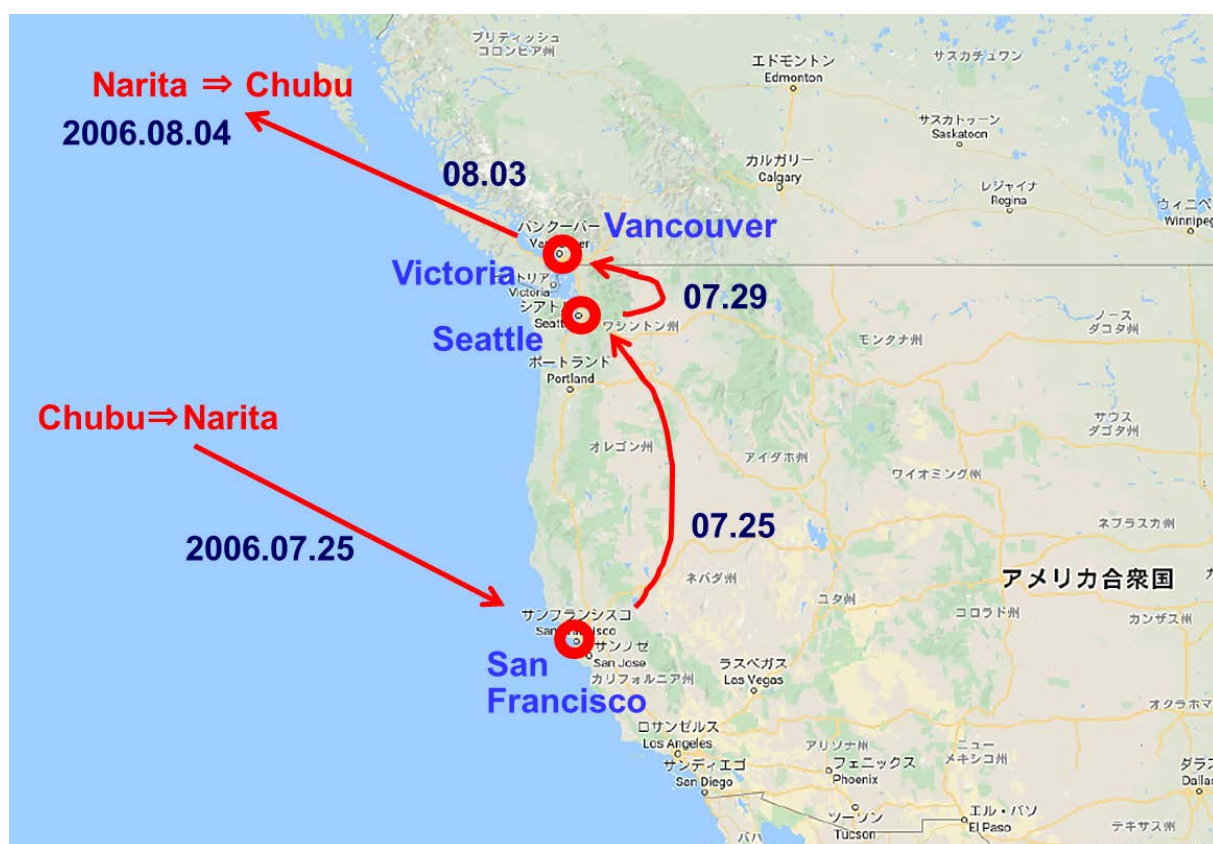 ブリティッシュ
コロンビア州
エドモントン
Edmonton
サスカチュワン
Narita ⇒ Chubu
2006.08.04
サスカトゥーン
Saskatoon
08.03
カルガリー
Calgary
レジャイナ
Regina
ウィニペ
Winnipeg
バンクーバー
Vancouver
Victoria
Victoria
シアト
Seattle
07.29
Seattle
ワシントン州
ノース
ダコタ州
モンタナ州
ポートランド
Portland
Chubu⇒Narita
サウス
ダコタ州
オレゴン州
アイダホ州
ワイオミング州
2006.07.25
07.25
ネブラスカ州
ネバダ州
ユタ州
アメリカ合衆国
コロラド州
カンザス州
サンフランシスコ
San Francisco
サンノゼ
San Jose
San
Francisco
カリフォルニア州
ラスベガス
Las Vegas
オクラホマ
ロサンゼルス
Los Angeles
アリゾナ州
ニュー
メキシコ州
サンディエゴ
San Diego
フェニックス
Phoenix
ダラス
Dallas
ツーソン
Tucson
エル・パソ
El Paso
テキサス州
バハ